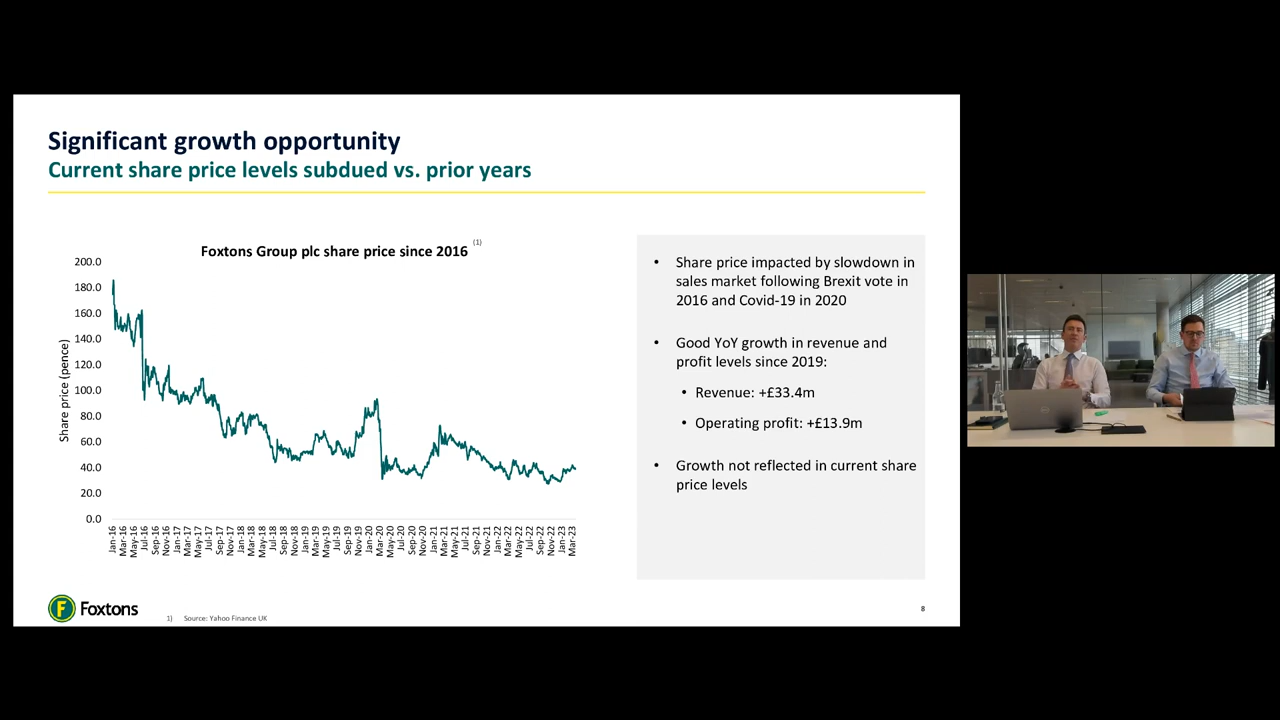 Significant growth opportunity
Current share price levels subdued vs. prior years
Foxtons Group plc share price since 2016 (1)
Share price (pence)
200.0
180.0
160.0
140.0
120.0
100.0
80.0
60.0
40.0
20.0
0.0
Jan-16
Mar-16
May-16
Jul-16
Sep-16
Nov-16
Jan-17
Mar-17
May-17
Jul-17
Sep-17
Nov-17
Jan-18
Mar-18
May-18
Jul-18
Sep-18
Nov-18
Jan-19
Mar-19
May-19
Jul-19
Sep-19
Nov-19
Jan-20
Mar-20
May-20
Jul-20
Sep-20
Nov-20
Jan-21
Mar-21
May-21
Jul-21
Sep-21
Nov-21
Jan-22
Mar-22
May-22
Jul-22
Sep-22
Nov-22
Jan-23
Mar-23
• Share price impacted by slowdown in
sales market following Brexit vote in
2016 and Covid-19 in 2020
• Good YoY growth in revenue and
profit levels since 2019:
• Revenue: +£33.4m
• Operating profit: +£13.9m
• Growth not reflected in current share
price levels
F Foxtons
1) Source: Yahoo Finance UK
8